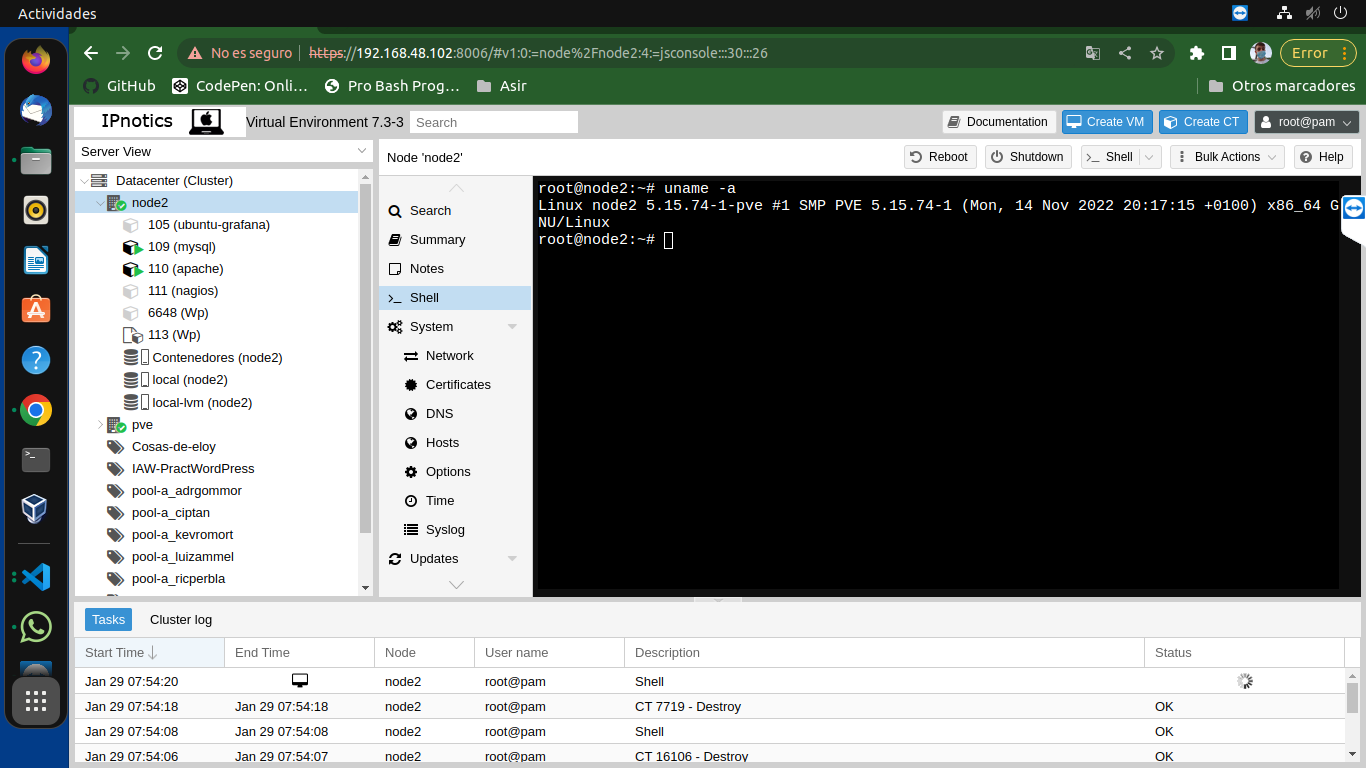 Actividades
No es seguro https://192.168.48.102:8006/#v1:0:=node%2Fnode2:4:=jsconsole:::30:::26 Error
GitHub CodePen: Onli... Pro Bash Prog... Asir Otros marcadores
IPnotics Virtual Environment 7.3-3 Search Documentation Create VM Create CT root@pam
Server View
Datacenter (Cluster)
node2
105 (ubuntu-grafana)
109 (mysql)
110 (apache)
111 (nagios)
6648 (Wp)
113 (Wp)
Contenedores (node2)
local (node2)
local-lvm (node2)
pve
Cosas-de-eloy
IAW-PractWordPress
pool-a_adrgommor
pool-a_ciptan
pool-a_kevromort
pool-a_luizammel
pool-a_ricperbla
Node 'node2' Reboot Shutdown Shell Bulk Actions Help
Search
Summary
Notes
Shell
System
Network
Certificates
DNS
Hosts
Options
Time
Syslog
Updates
root@node2:~# uname -a
Linux node2 5.15.74-1-pve #1 SMP PVE 5.15.74-1 (Mon, 14 Nov 2022 20:17:15 +0100) x86_64 G
NU/Linux
root@node2:~#
Tasks Cluster log
Start Time End Time Node User name Description Status
Jan 29 07:54:20 node2 root@pam Shell
Jan 29 07:54:18 Jan 29 07:54:18 node2 root@pam CT 7719 - Destroy OK
Jan 29 07:54:08 Jan 29 07:54:08 node2 root@pam Shell OK
Jan 29 07:54:06 Jan 29 07:54:07 node2 root@pam CT 16106 - Destroy OK